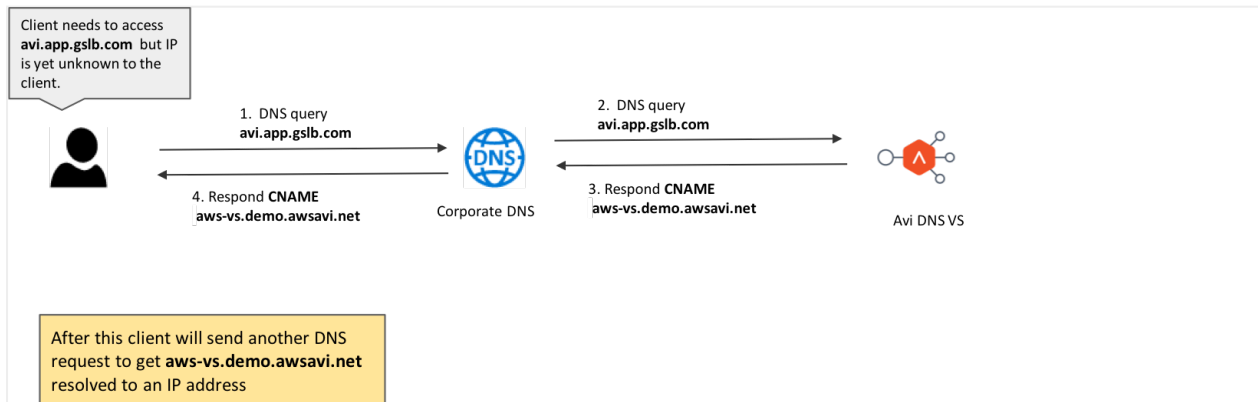 Client needs to access
avi.app.gslb.com but IP
is yet unknown to the
client.
1. DNS query
avi.app.gslb.com
2. DNS query
avi.app.gslb.com
DNS
4. Respond CNAME
aws-vs.demo.awsavi.net
Corporate DNS
3. Respond CNAME
aws-vs.demo.awsavi.net
Avi DNS VS
After this client will send another DNS
request to get aws-vs.demo.awsavi.net
resolved to an IP address